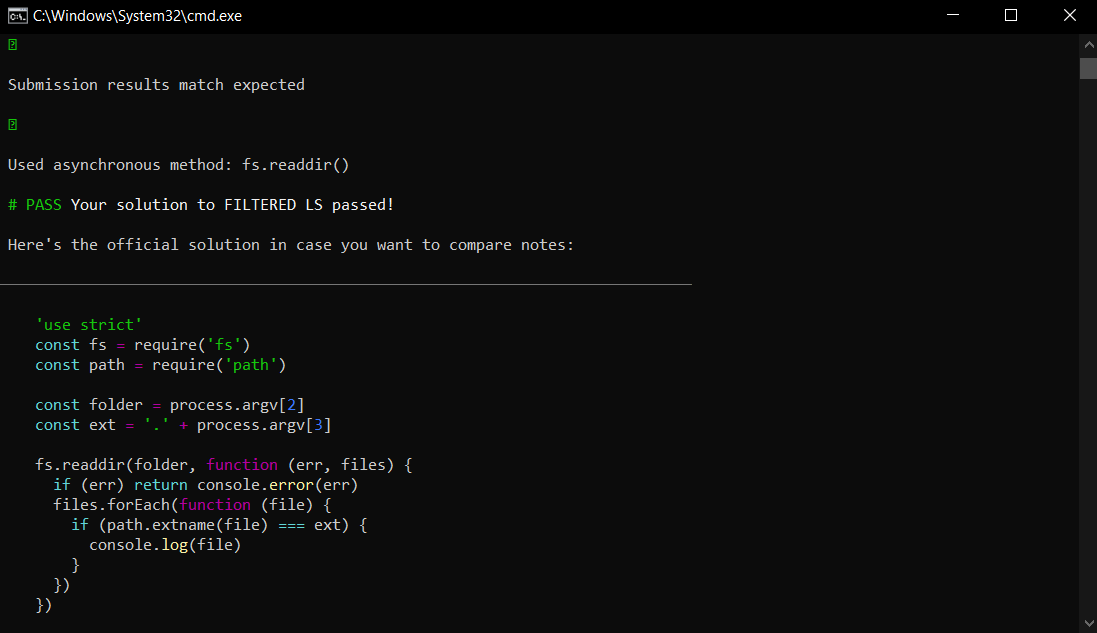 C:\Windows\System32\cmd.exe
Submission results match expected
Used asynchronous method: fs.readdir()
# PASS Your solution to FILTERED LS passed!
Here's the official solution in case you want to compare notes:
'use strict'
const fs = require('fs')
const path = require('path')
const folder = process.argv[2]
const ext = '.' + process.argv[3]
fs.readdir(folder, function (err, files) {
if (err) return console.error(err)
files.forEach(function (file) {
if (path.extname(file) === ext) {
console.log(file)
}
})
})